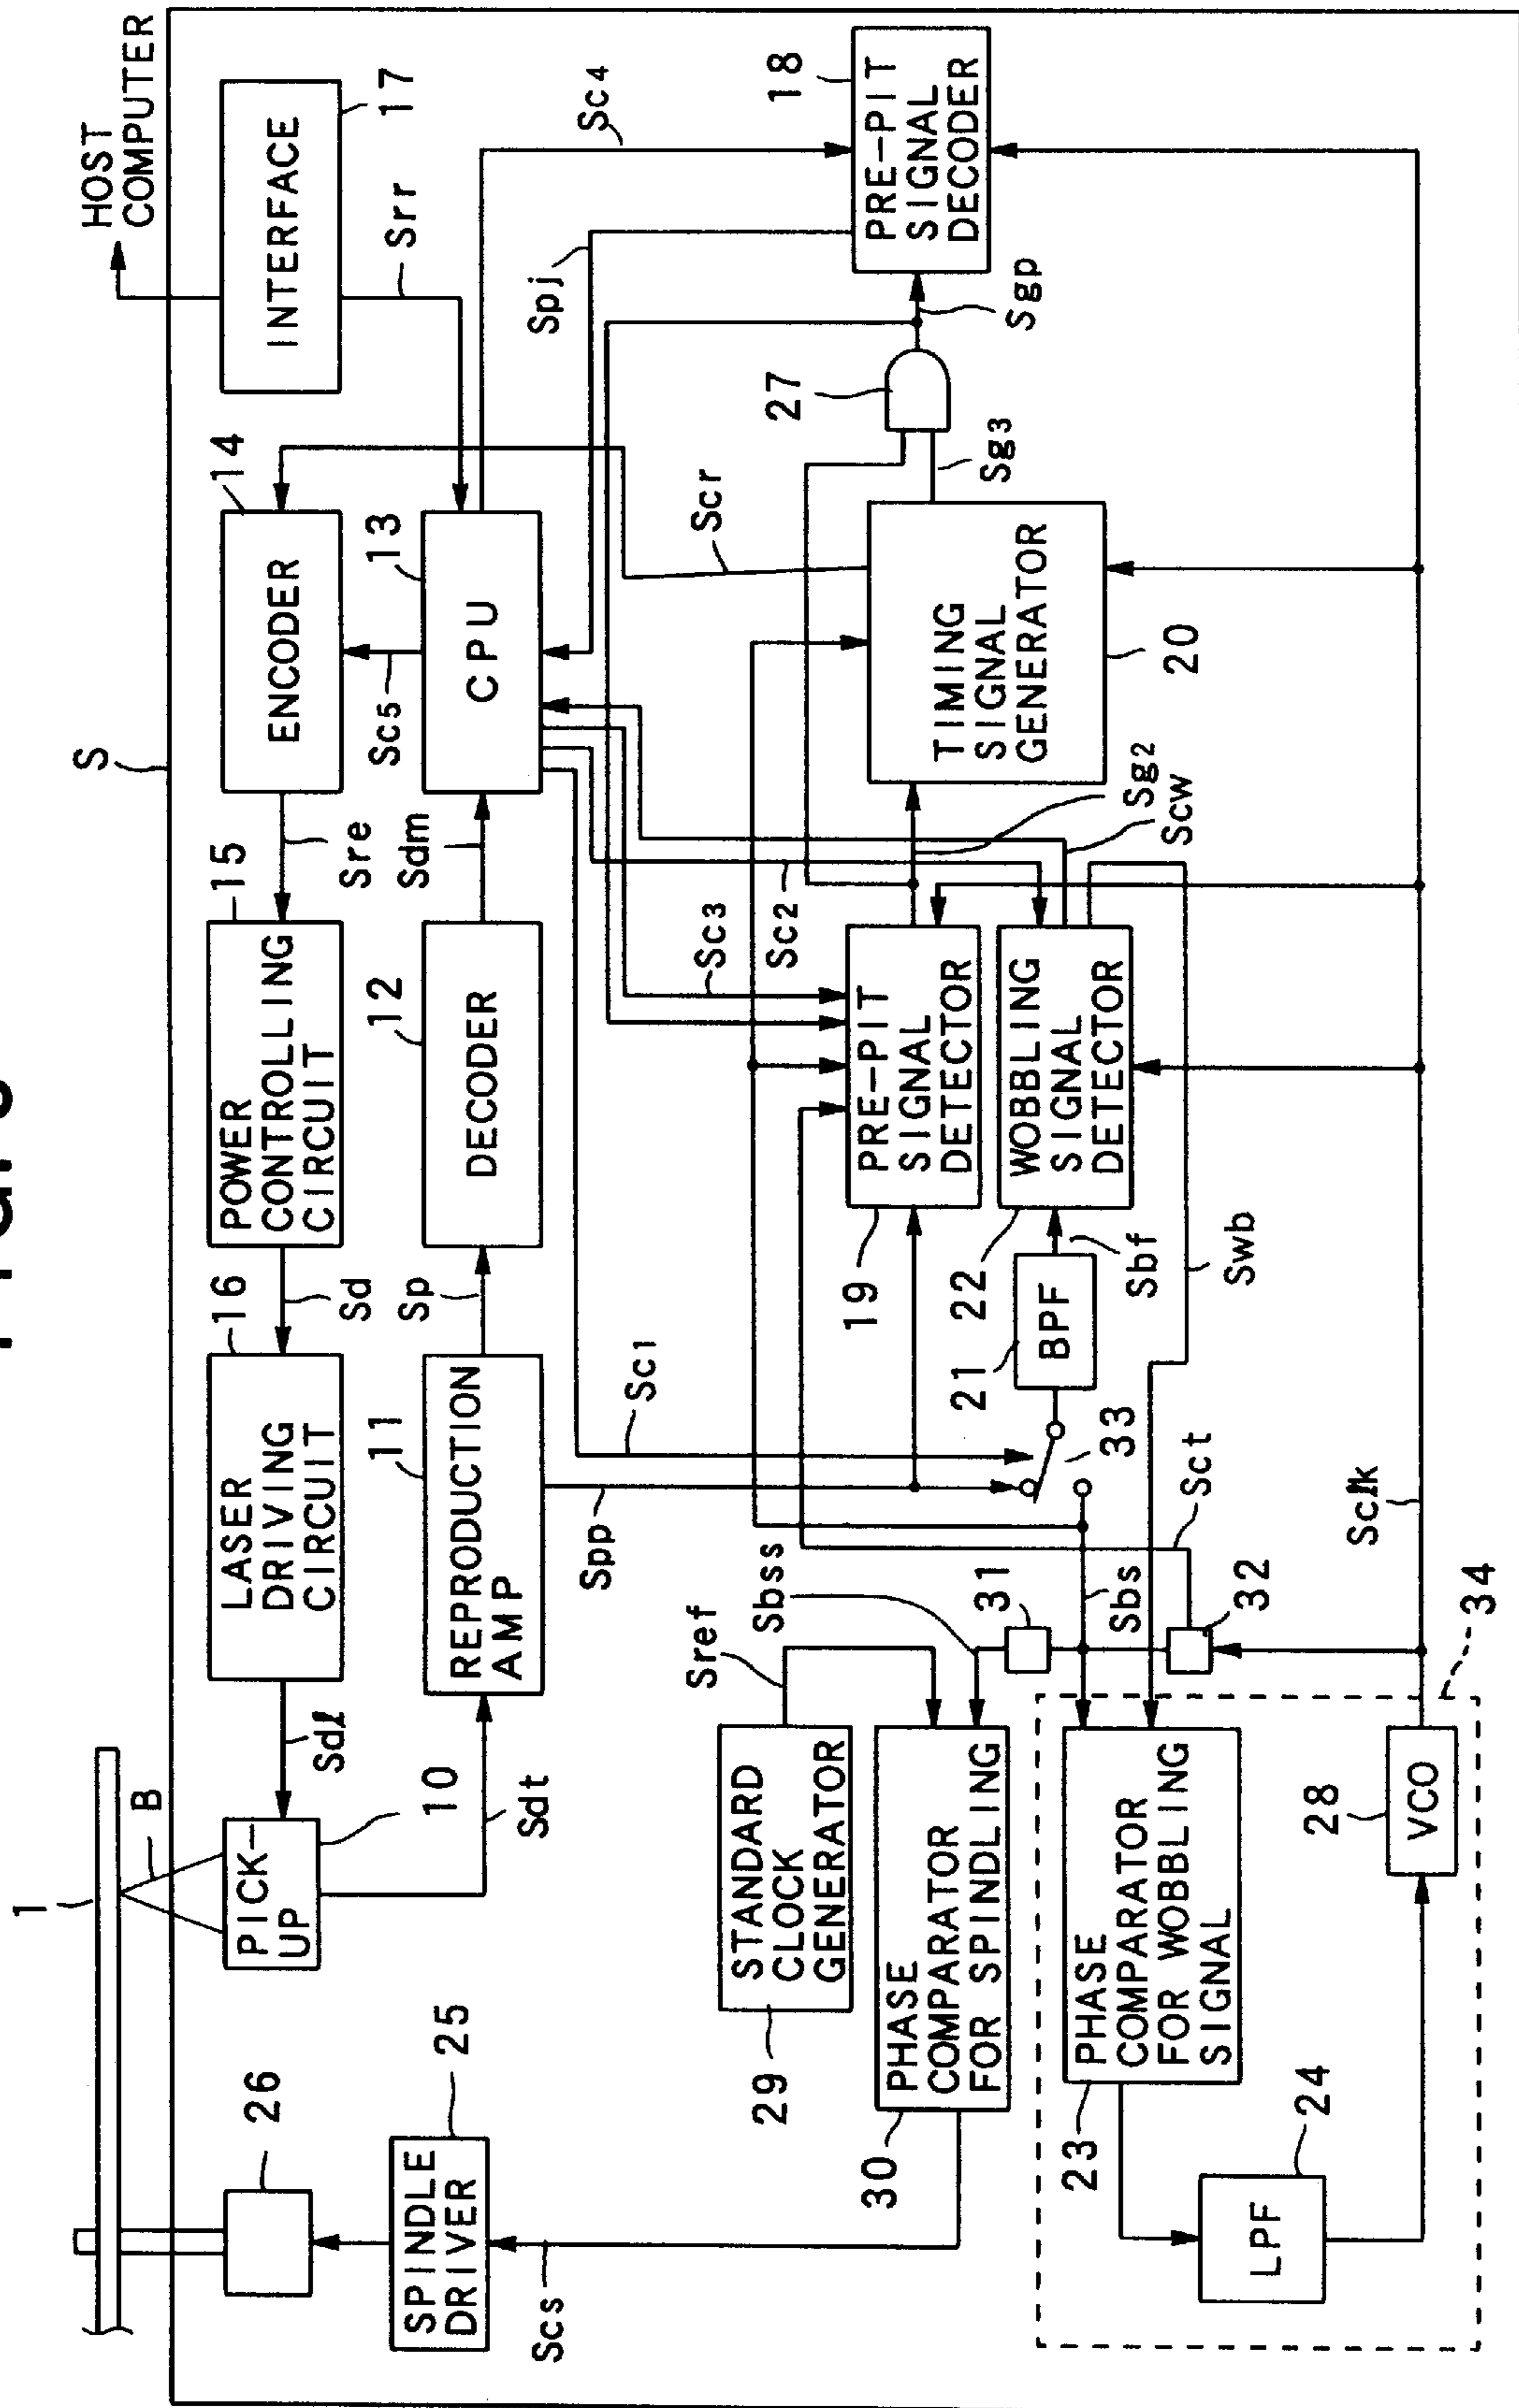 1
B
S
HOST
COMPUTER
26
PICK-
UP
10
Sdℓ
16
LASER
DRIVING
CIRCUIT
Sd
15
POWER
CONTROLLING
CIRCUIT
Sre
14
ENCODER
17
INTERFACE
Srr
25
SPINDLE
DRIVER
Scs
Sdt
11
REPRODUCTION
AMP
Sp
12
DECODER
Sdm
Sc5
13
CPU
Spp
Sc1
Sc3
Sc2
Scr
Spj
Sc4
29
STANDARD
CLOCK
GENERATOR
Sref
Sbss
30
PHASE
COMPARATOR
FOR SPINDLING
31
19
PRE-PIT
SIGNAL
DETECTOR
Sg2
Scw
TIMING
SIGNAL
GENERATOR
20
Sg3
27
Sgp
18
PRE-PIT
SIGNAL
DECODER
21
BPF
33
Sbf
22
WOBBLING
SIGNAL
DETECTOR
Swb
Sbs
Sct
32
23
PHASE
COMPARATOR
FOR WOBBLING
SIGNAL
24
LPF
28
VCO
34
Sclk